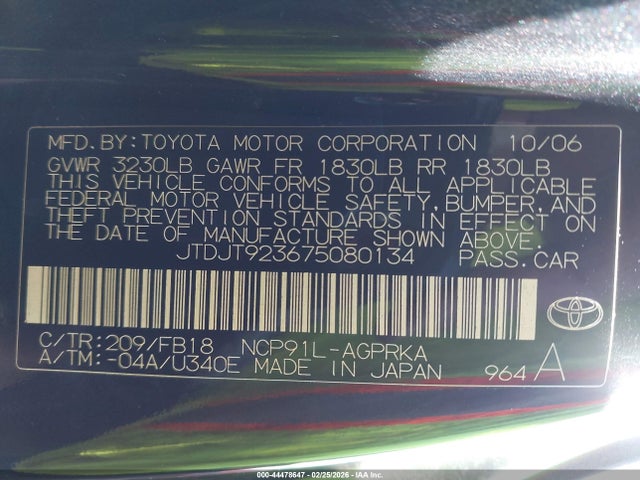 MFD.BY:TOYOTA MOTOR CORPORATION 10/06
GVWR 3230LB GAWR FR 1830LB RR 1830LB
THIS VEHICLE CONFORMS TO ALL APPLICABLE
FEDERAL MOTOR VEHICLE SAFETY,BUMPER,AND
THEFT PREVENTION STANDARDS IN EFFECT ON
THE DATE OF MANUFACTURE SHOWN ABOVE.
JTDJT923675080134 PASS.CAR
C/TR:209/FB18 NCP91L-AGPRKA
A/TM:-04A/U340E MADE IN JAPAN 964 A
000-44478647 - 02/25/2026 - IAA Inc.